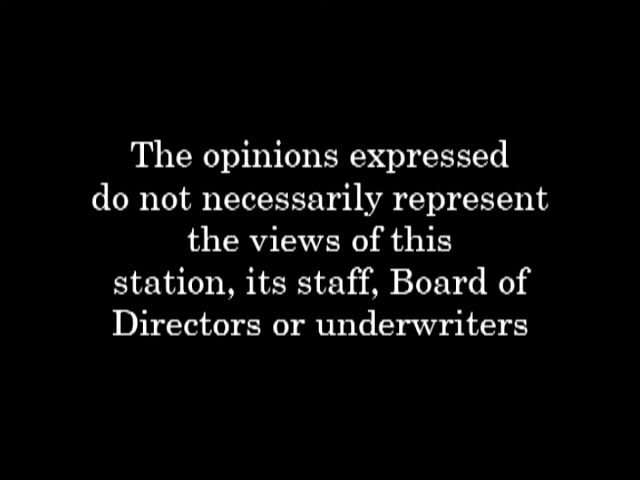 The opinions expressed
do not necessarily represent
the views of this
station, its staff, Board of
Directors or underwriters